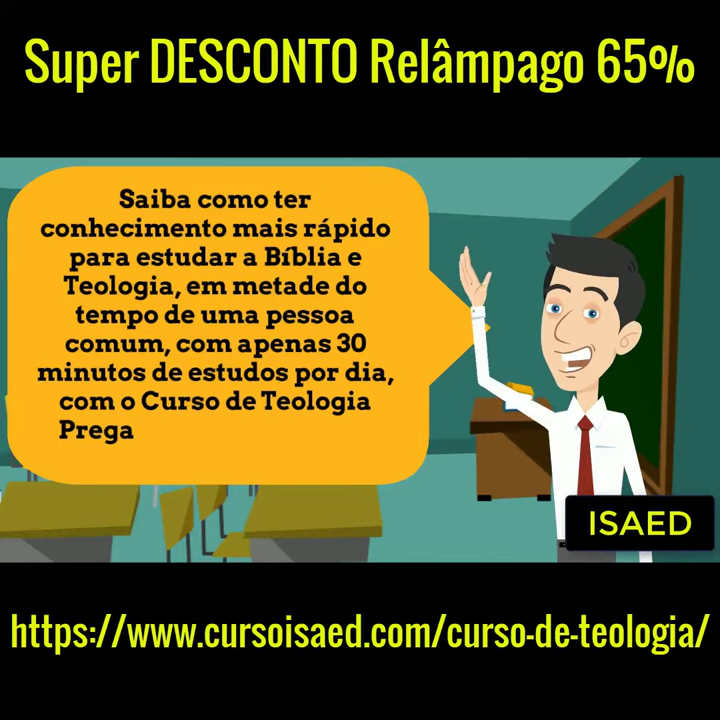 Super DESCONTO Relâmpago 65%
Saiba como ter
conhecimento mais rápido
para estudar a Bíblia e
Teologia, em metade do
tempo de uma pessoa
comum, com apenas 30
minutos de estudos por dia,
com o Curso de Teologia
Prega
ISAED
https://www.cursoisaed.com/curso-de-teologia/